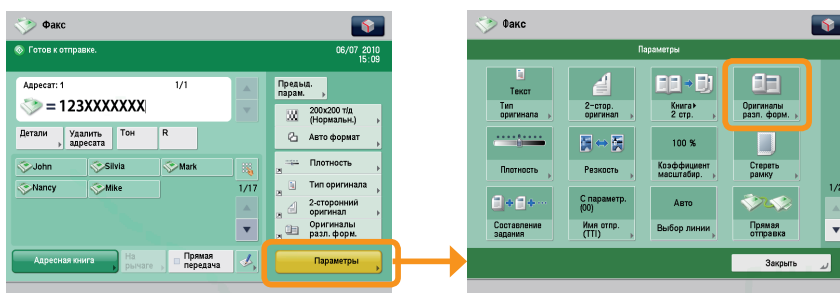 Факс
Готов к отправке.
06/07 2010
15:09
Адресат: 1
1/1
= 123XXXXXXX
Предыд.
парам.
200x200 т/д
(Нормальн.)
Авто формат
Детали
Удалить
адресата
Тон
R
Плотность
John
Silvia
Mark
Тип оригинала
Nancy
Mike
1/17
2-сторонний
оригинал
Оригиналы
разл. форм.
Адресная книга
На
рычаге
Прямая
передача
Параметры
Факс
Параметры
Текст
Тип
оригинала
2-стор.
оригинал
Книга
2 стр.
Оригиналы
разл. форм.
Плотность
Резкость
100 %
Коэффициент
масштабир.
Стереть
рамку
1/2
Составление
задания
С параметр.
(00)
Имя отпр.
(TTI)
Авто
Выбор линии
Прямая
отправка
Закрыть